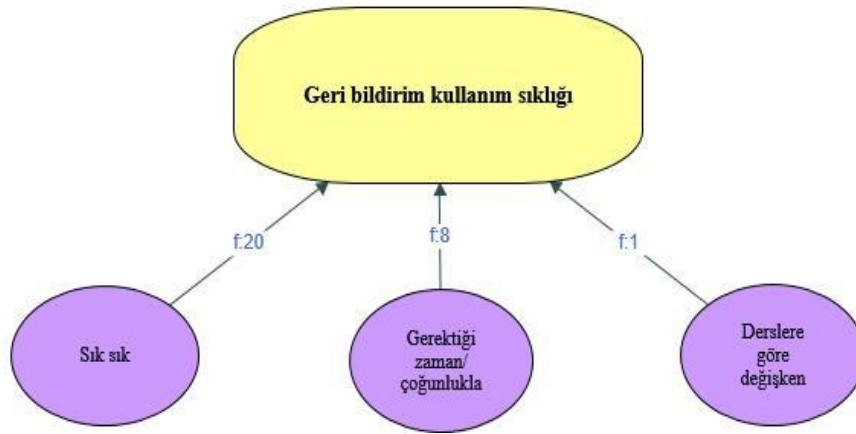 Geri bildirim kullanım sıklığı
f:20
f:8
f:1
Sık sık
Gerektiği
zaman/
çoğunlukla
Derslere
göre
değişken